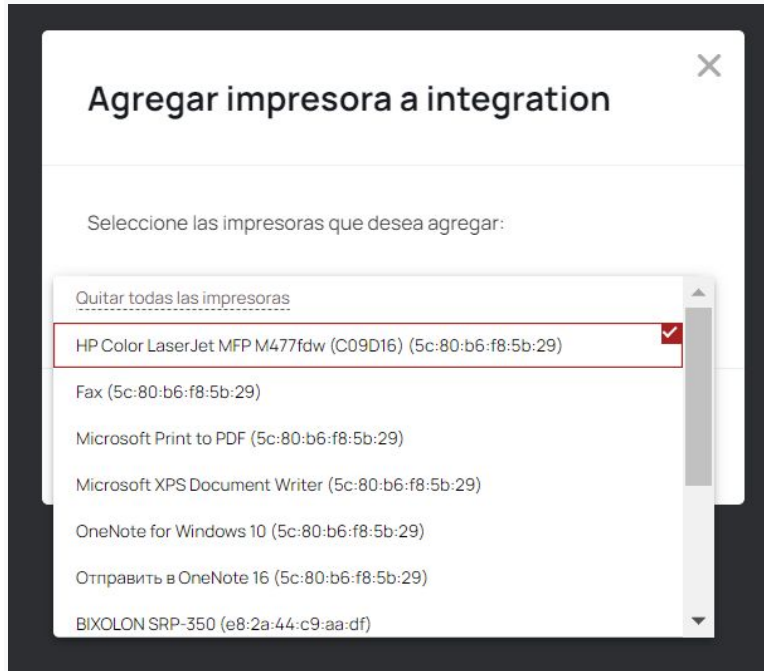 Agregar impresora a integration
Seleccione las impresoras que desea agregar:
Quitar todas las impresoras
HP Color LaserJet MFP M477fdw (C09D16) (5c:80:b6:f8:5b:29)
Fax (5c:80:b6:f8:5b:29)
Microsoft Print to PDF (5c:80:b6:f8:5b:29)
Microsoft XPS Document Writer (5c:80:b6:f8:5b:29)
OneNote for Windows 10 (5c:80:b6:f8:5b:29)
Отправить в OneNote 16 (5c:80:b6:f8:5b:29)
BIXOLON SRP-350 (e8:2a:44:c9:aa:df)